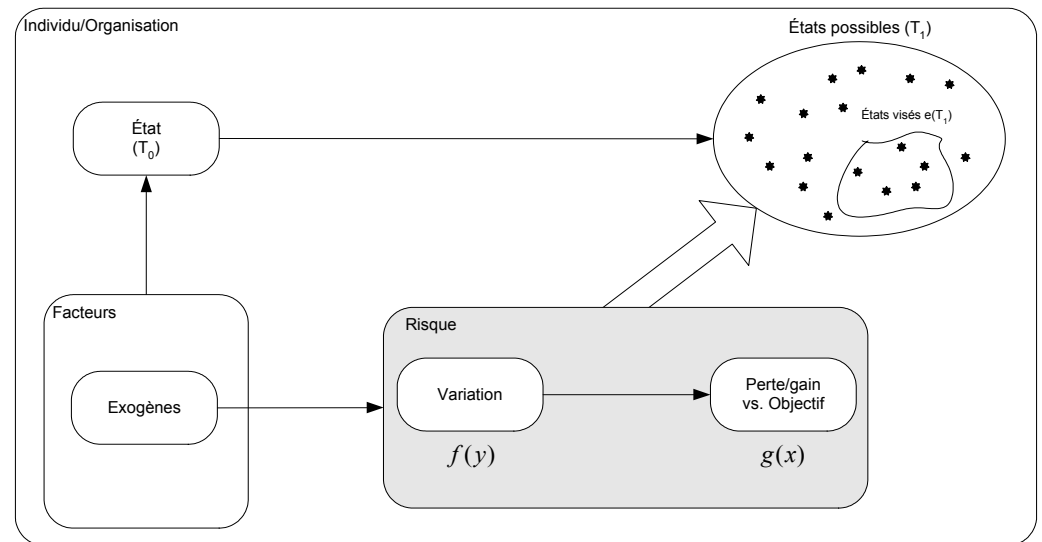 Individu/Organisation
États possibles (T₁)
États visés e(T₁)
État
(T₀)
Facteurs
Exogènes
Risque
Variation
f(y)
Perte/gain
vs. Objectif
g(x)